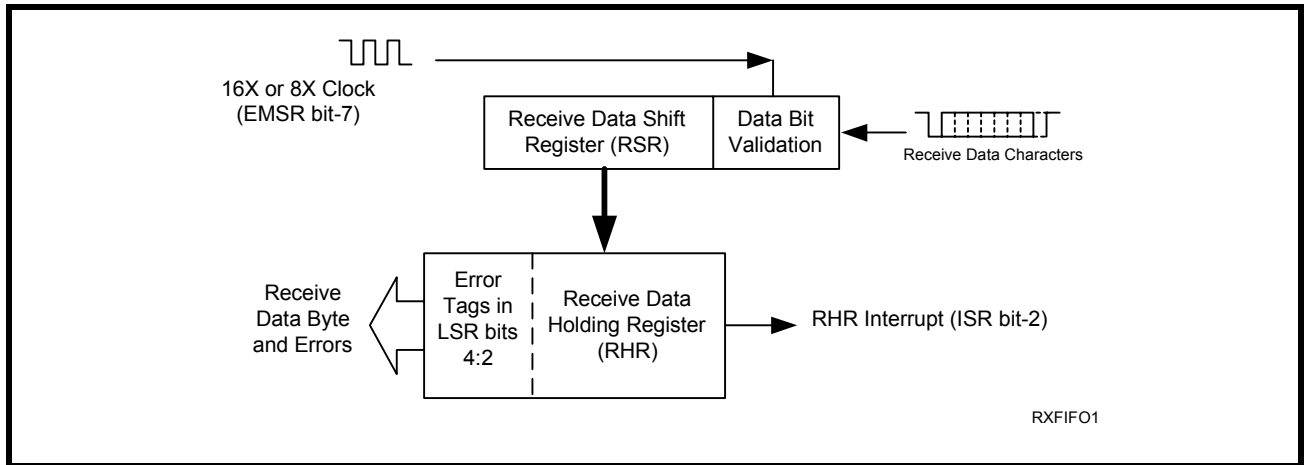 16X or 8X Clock
(EMSR bit-7)
Receive Data Shift
Register (RSR)
Data Bit
Validation
Receive Data Characters
Receive
Data Byte
and Errors
Error
Tags in
LSR bits
4:2
Receive Data
Holding Register
(RHR)
RHR Interrupt (ISR bit-2)
RXFIFO1